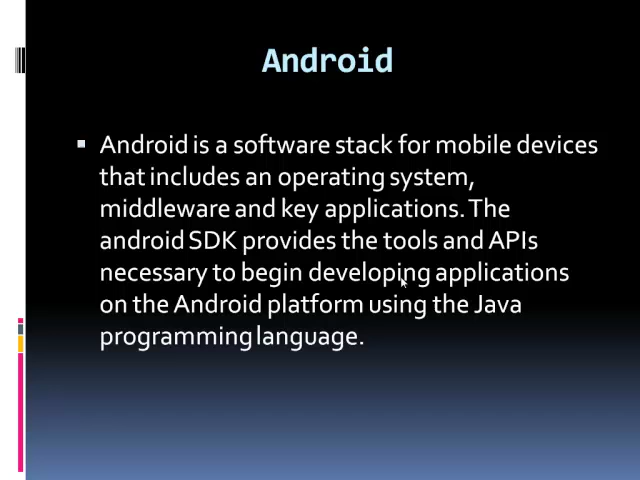 Android
Android is a software stack for mobile devices
that includes an operating system,
middleware and key applications. The
android SDK provides the tools and APIs
necessary to begin developing applications
on the Android platform using the Java
programming language.